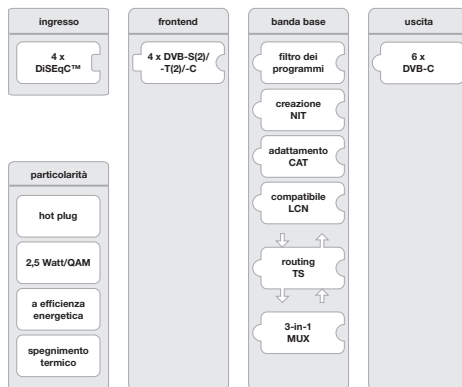 ingresso
4 x
DiSEqC™
particolarità
hot plug
2,5 Watt/QAM
a efficienza
energetica
spegnimento
termico
frontend
4 x DVB-S(2)/
-T(2)/-C
banda base
filtro dei
programmi
creazione
NIT
adattamento
CAT
compatibile
LCN
routing
TS
3-in-1
MUX
uscita
6 x
DVB-C